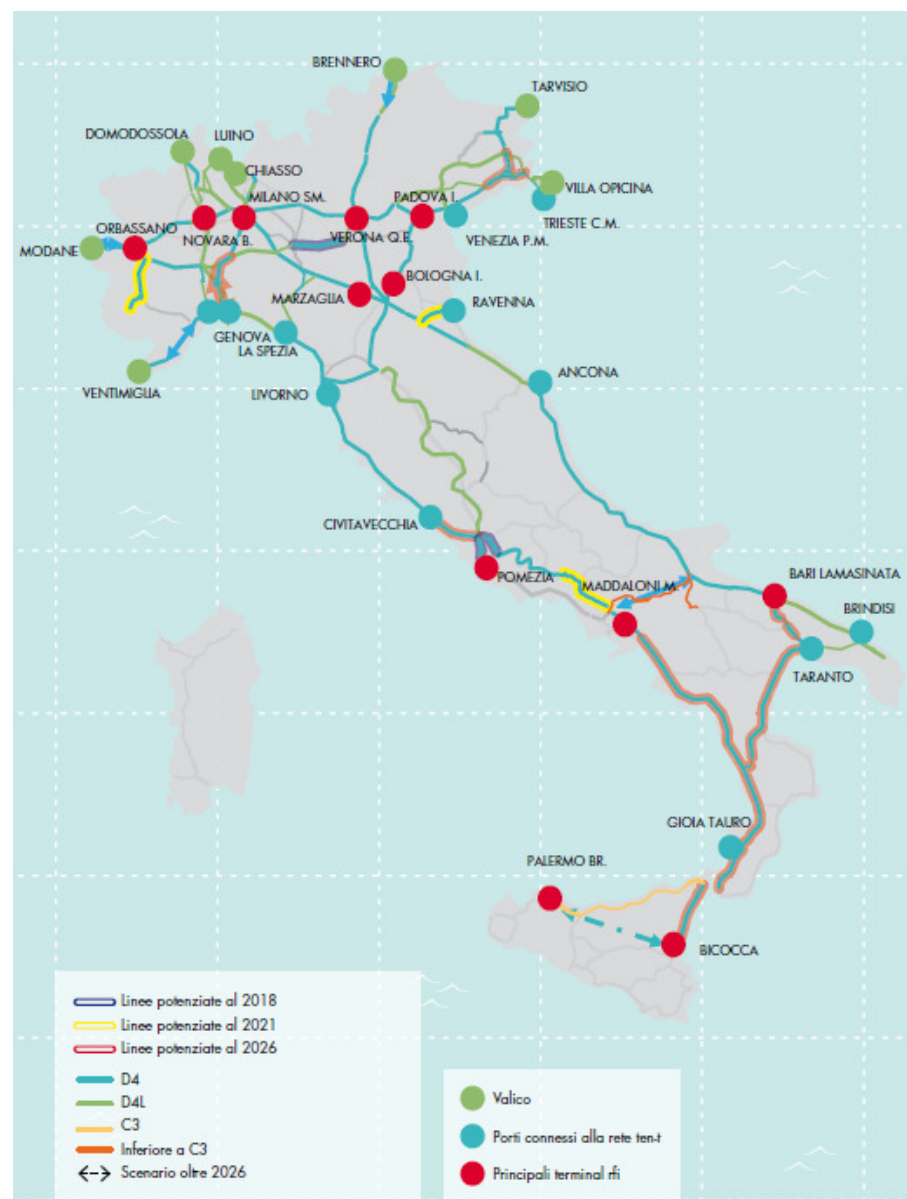 BRENNERO
TARVISIO
DOMODOSSOLA
LUINO
CHIASSO
VILLA OPICINA
MILANO SM.
PADOVA I.
TRIESTE C.M.
ORBASSANO
NOVARA B.
VERONA Q.E.
VENEZIA P.M.
MODANE
BOLOGNA I.
MARZAGLIA
RAVENNA
GENOVA
LA SPEZIA
ANCONA
VENTIMIGLIA
LIVORNO
CIVITAVECCHIA
POMEZIA
MADDALONI M.
BARI LAMASINATA
BRINDISI
TARANTO
GIOIA TAURO
PALERMO BR.
BICOCCA
Linee potenziate al 2018
Linee potenziate al 2021
Linee potenziate al 2026
D4
D4L
C3
Inferiore a C3
Scenario oltre 2026
Valico
Porti connessi alla rete ten-t
Principali terminal rfi